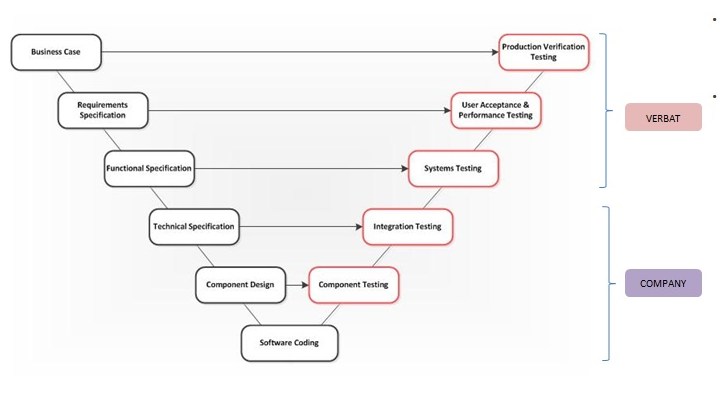 Business Case
Production Verification
Testing
Requirements
Specification
User Acceptance &
Performance Testing
VERBAT
Functional Specification
Systems Testing
Technical Specification
Integration Testing
Component Design
Component Testing
COMPANY
Software Coding